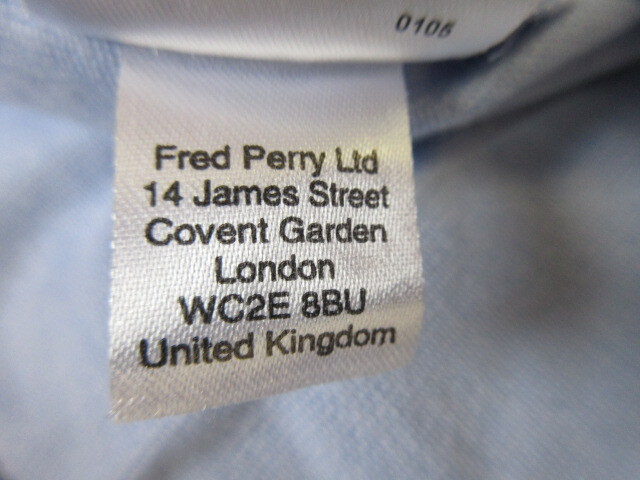 0105
Fred Perry Ltd
14 James Street
Covent Garden
London
WC2E 8BU
United Kingdom